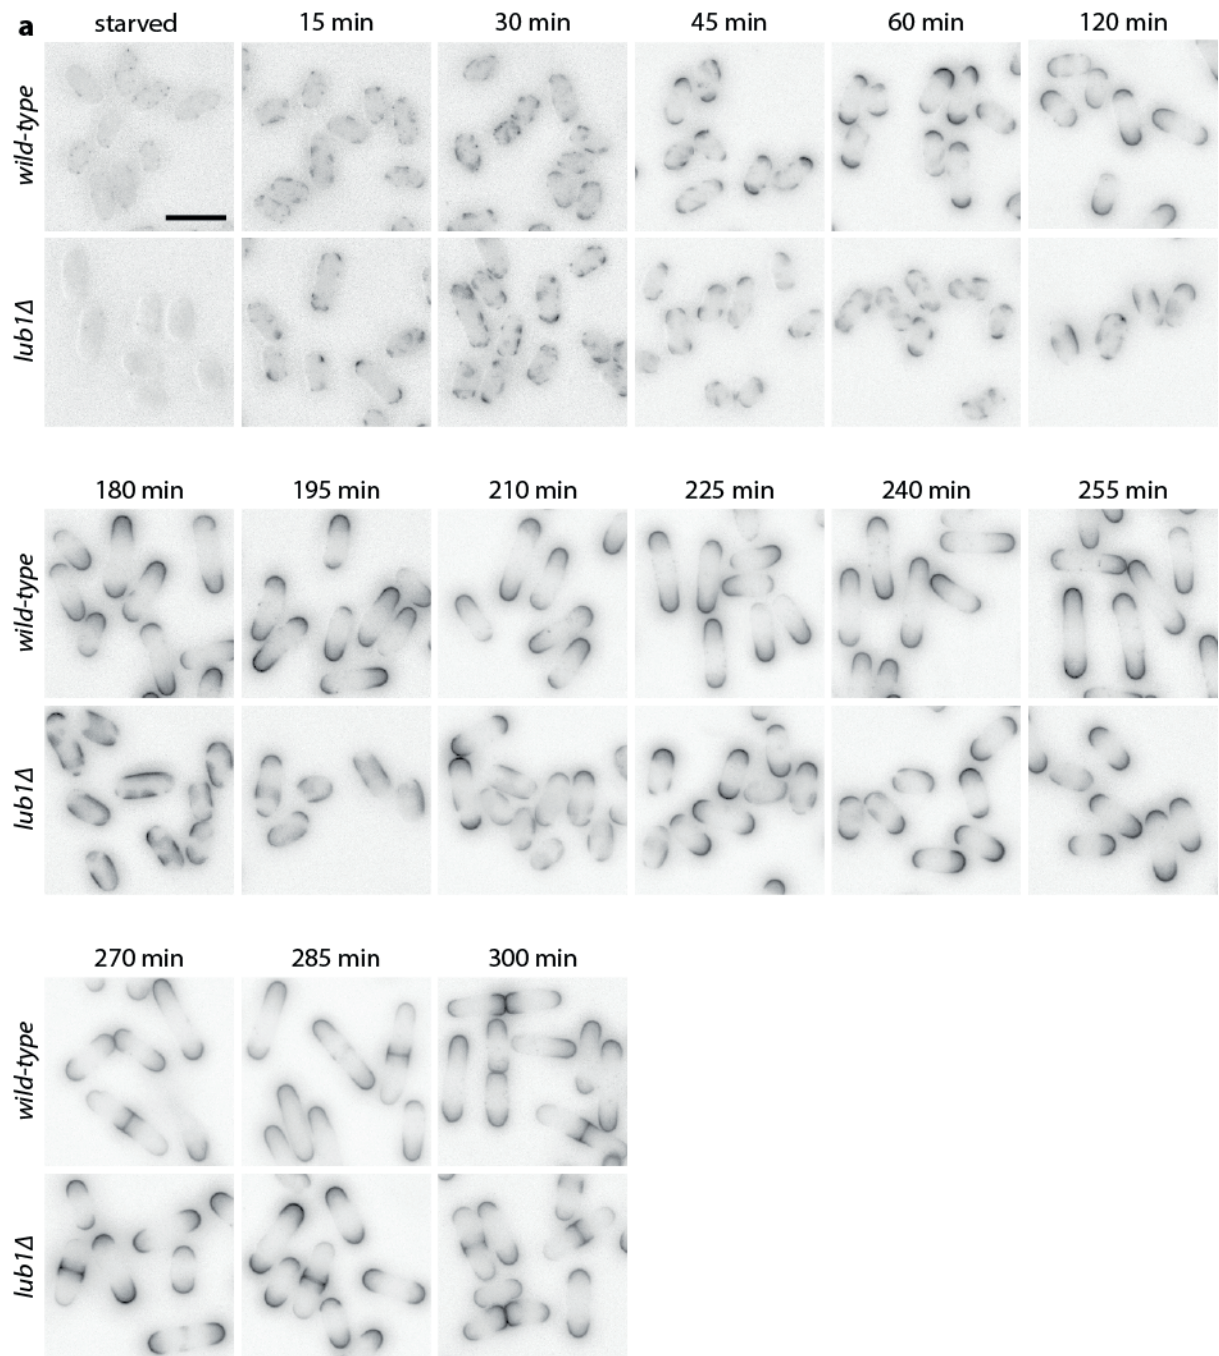 a
starved 15 min 30 min 45 min 60 min 120 min
wild-type
lub1Δ
180 min 195 min 210 min 225 min 240 min 255 min
wild-type
lub1Δ
270 min 285 min 300 min
wild-type
lub1Δ